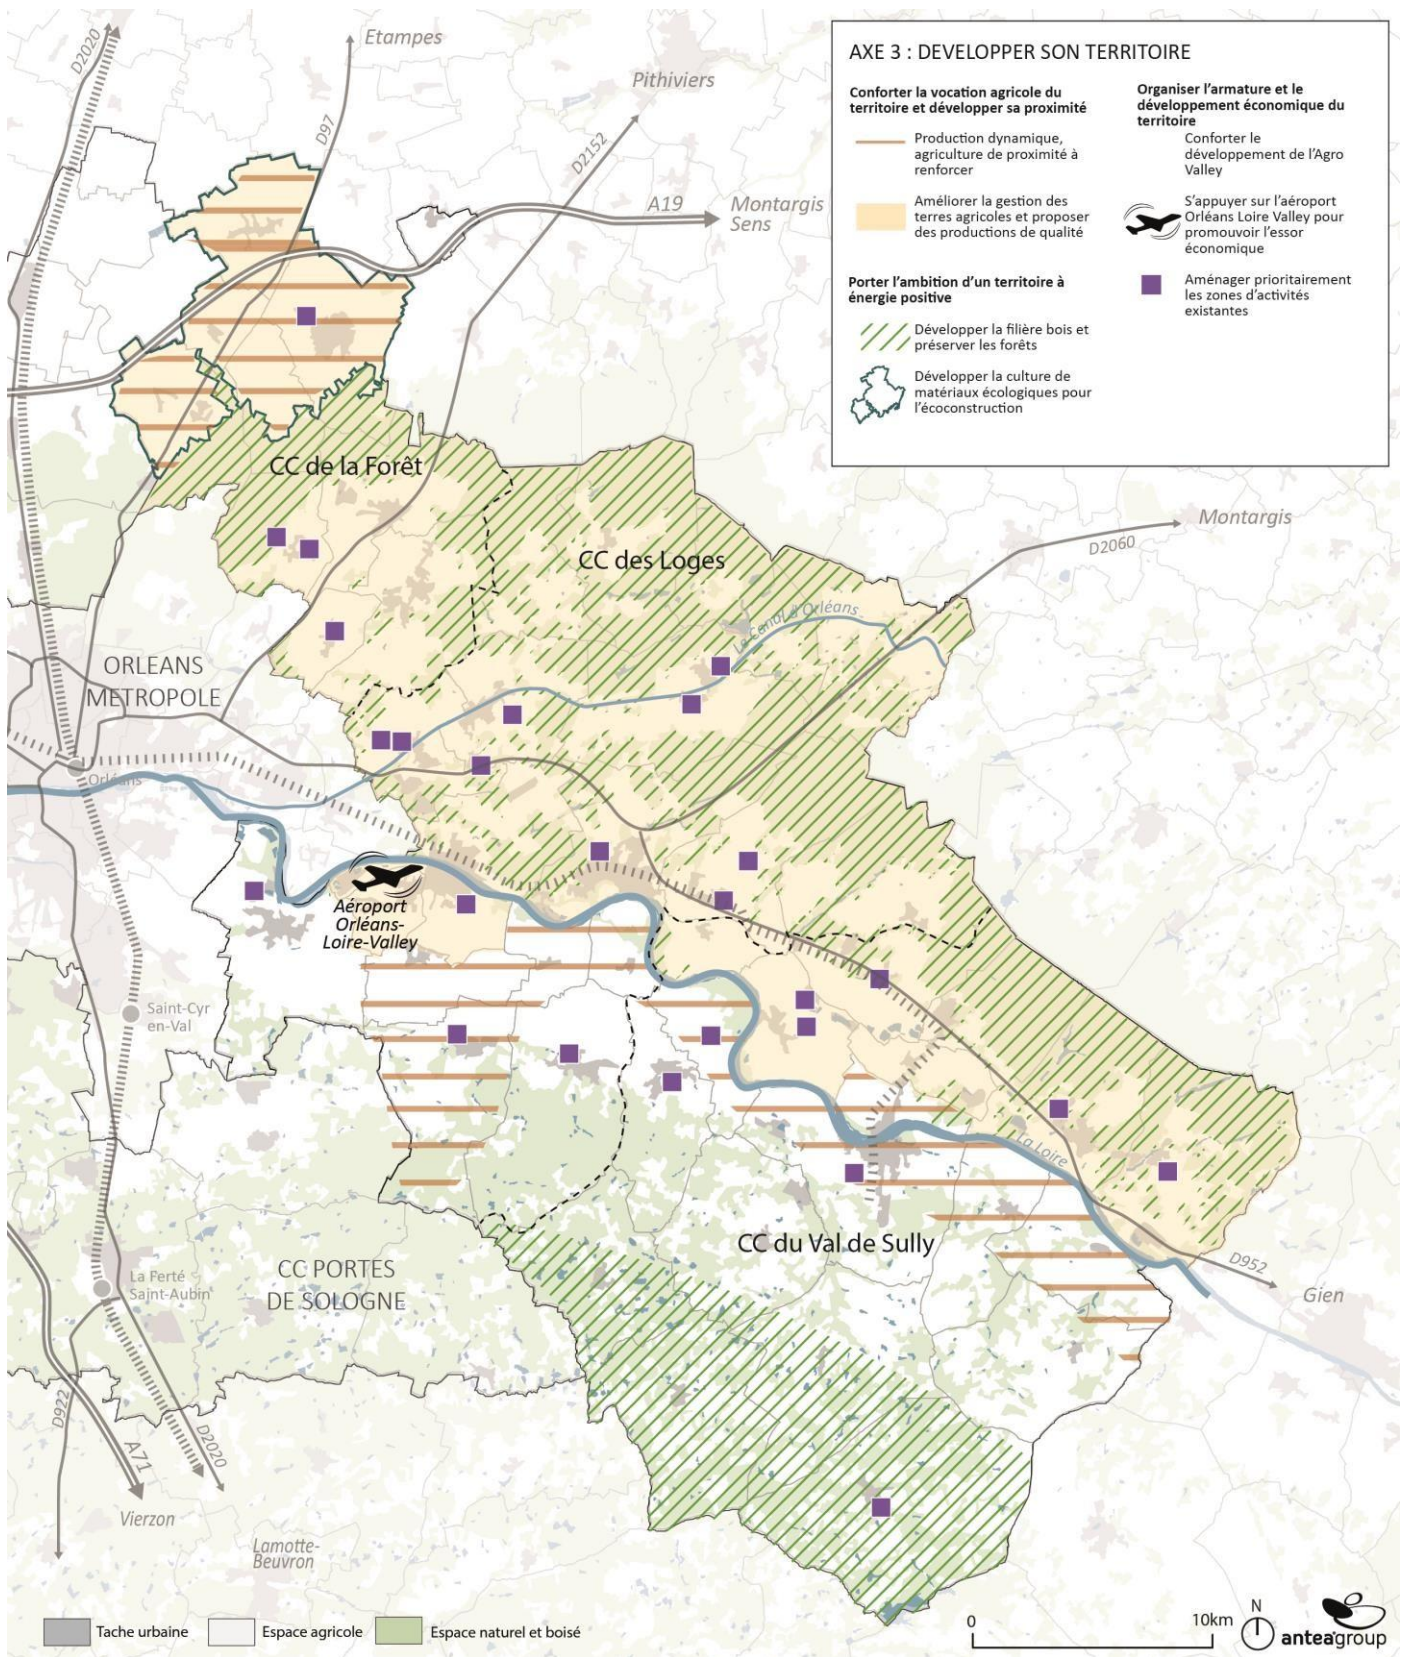 D2020
Etampes
Pithiviers
D97
D2152
A19
Montargis
Sens
AXE 3 : DEVELOPPER SON TERRITOIRE
Conforter la vocation agricole du
territoire et développer sa proximité
Production dynamique,
agriculture de proximité à
renforcer
Améliorer la gestion des
terres agricoles et proposer
des productions de qualité
Porter l’ambition d’un territoire à
énergie positive
Développer la filière bois et
préserver les forêts
Développer la culture de
matériaux écologiques pour
l’écoconstruction
Organiser l’armature et le
développement économique du
territoire
Conforter le
développement de l’Agro
Valley
S’appuyer sur l’aéroport
Orléans Loire Valley pour
promouvoir l’essor
économique
Aménager prioritairement
les zones d’activités
existantes
CC de la Forêt
CC des Loges
Montargis
D2060
Le Canal d'Orléans
ORLEANS
METROPOLE
Orléans
Aéroport
Orléans-
Loire-Valley
Saint-Cyr
en-Val
La Loire
CC du Val de Sully
D952
Gien
CC PORTES
DE SOLOGNE
La Ferté
Saint-Aubin
D922
A71
D2020
Vierzon
Lamotte-
Beuvron
Tache urbaine
Espace agricole
Espace naturel et boisé
0
10km
N
anteagroup